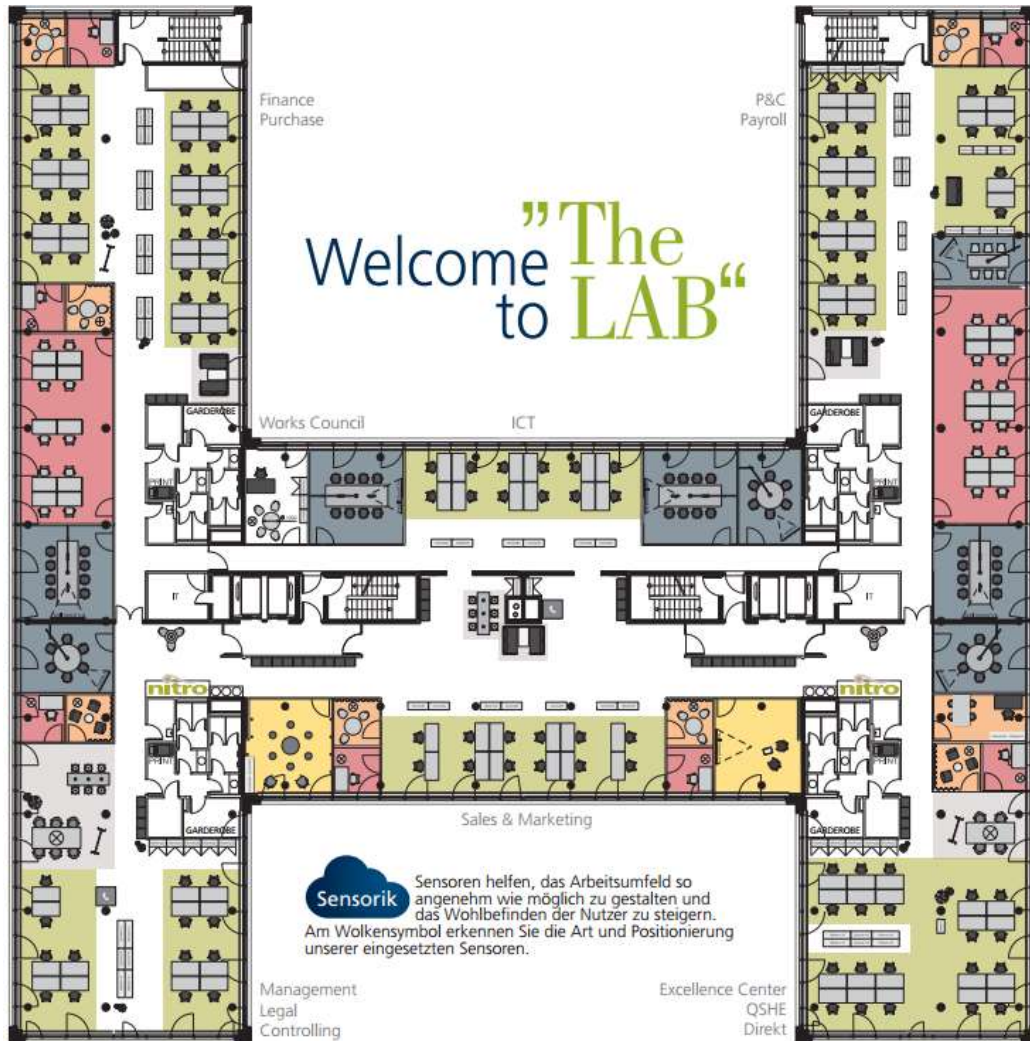 Finance
Purchase
P&C
Payroll
Welcome
to
”The
LAB“
GARDEROBE
GARDEROBE
Works Council
ICT
PRINT
PRINT
IT
IT
nitro
nitro
PRINT
PRINT
GARDEROBE
GARDEROBE
Sales & Marketing
Sensorik
Sensoren helfen, das Arbeitsumfeld so
angenehm wie möglich zu gestalten und
das Wohlbefinden der Nutzer zu steigern.
Am Wolkensymbol erkennen Sie die Art und Positionierung
unserer eingesetzten Sensoren.
Management
Legal
Controlling
Excellence Center
QSHE
Direkt